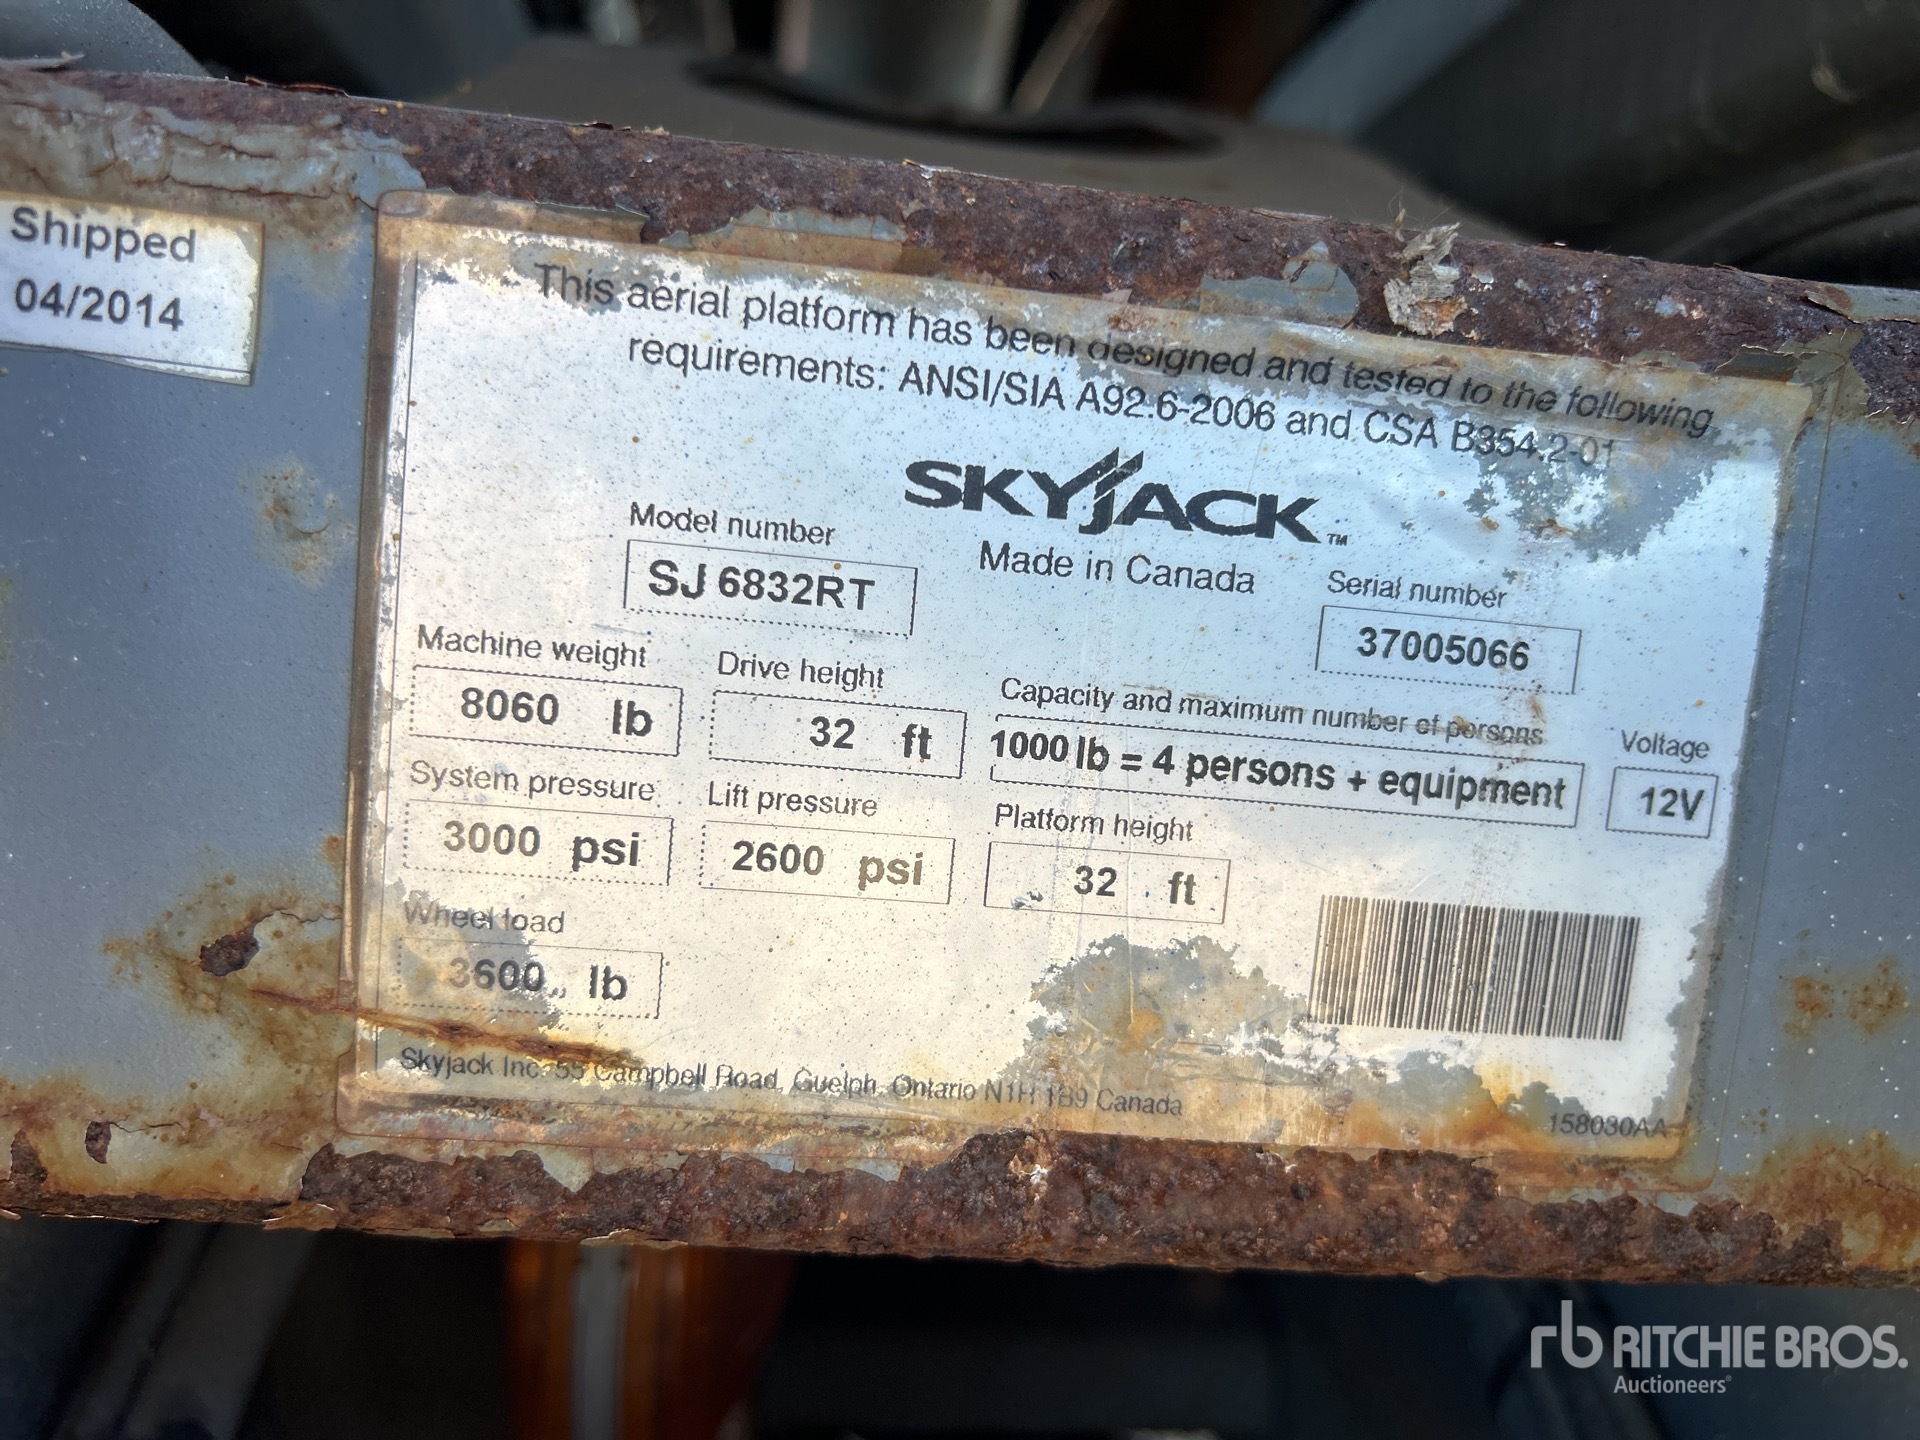 Shipped
04/2014
This aerial platform has been designed and tested to the following
requirements: ANSI/SIA A92.6-2006 and CSA B354.2-01
SKYJACK™
Made in Canada
Model number
SJ 6832RT
Serial number
37005066
Machine weight
8060 lb
Drive height
32 ft
Capacity and maximum number of persons
1000 lb = 4 persons + equipment
Voltage
12V
System pressure
3000 psi
Lift pressure
2600 psi
Platform height
32 ft
Wheel load
3600 lb
Skyjack Inc. 55 Campbell Road, Guelph, Ontario N1H 1B9 Canada
158030AA
rb RITCHIE BROS.
Auctioneers®